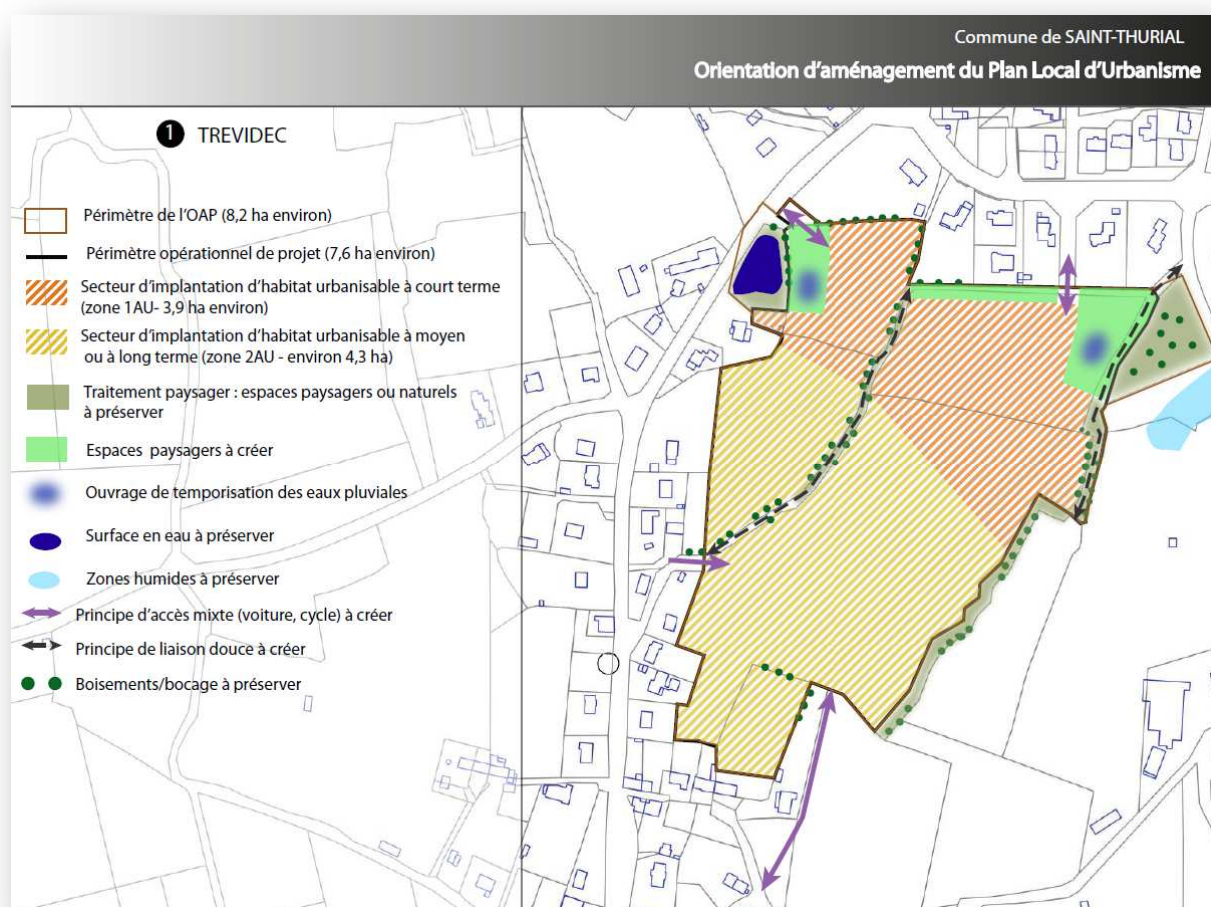 Commune de SAINT-THURIAL
Orientation d'aménagement du Plan Local d'Urbanisme
1 TREVIDEC
Périmètre de l'OAP (8,2 ha environ)
Périmètre opérationnel de projet (7,6 ha environ)
Secteur d'implantation d'habitat urbanisable à court terme
(zone 1AU- 3,9 ha environ)
Secteur d'implantation d'habitat urbanisable à moyen
ou à long terme (zone 2AU - environ 4,3 ha)
Traitement paysager : espaces paysagers ou naturels
à préserver
Espaces paysagers à créer
Ouvrage de temporisation des eaux pluviales
Surface en eau à préserver
Zones humides à préserver
Principe d'accès mixte (voiture, cycle) à créer
Principe de liaison douce à créer
Boisements/bocage à préserver